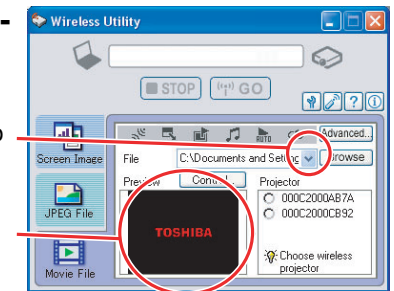 Wireless Utility
STOP
GO
AUTO
Advanced...
Screen Image
File
C:\Documents and Setting
Browse
Preview
Control...
Projector
000C2000AB7A
000C2000CB92
JPEG File
TOSHIBA
Choose wireless
projector
Movie File